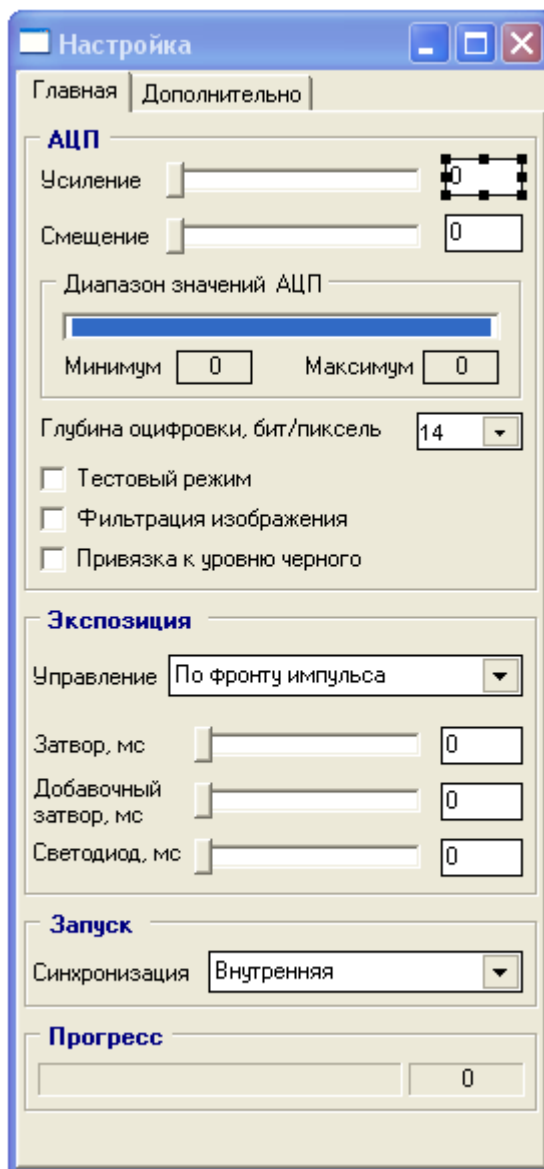 Настройка
Главная Дополнительно
АЦП
Усиление 0
Смещение 0
Диапазон значений АЦП
Минимум 0 Максимум 0
Глубина оцифровки, бит/пиксель 14
Тестовый режим
Фильтрация изображения
Привязка к уровню черного
Экспозиция
Управление По фронту импульса
Затвор, мс 0
Добавочный
затвор, мс 0
Светодиод, мс 0
Запуск
Синхронизация Внутренняя
Прогресс
0